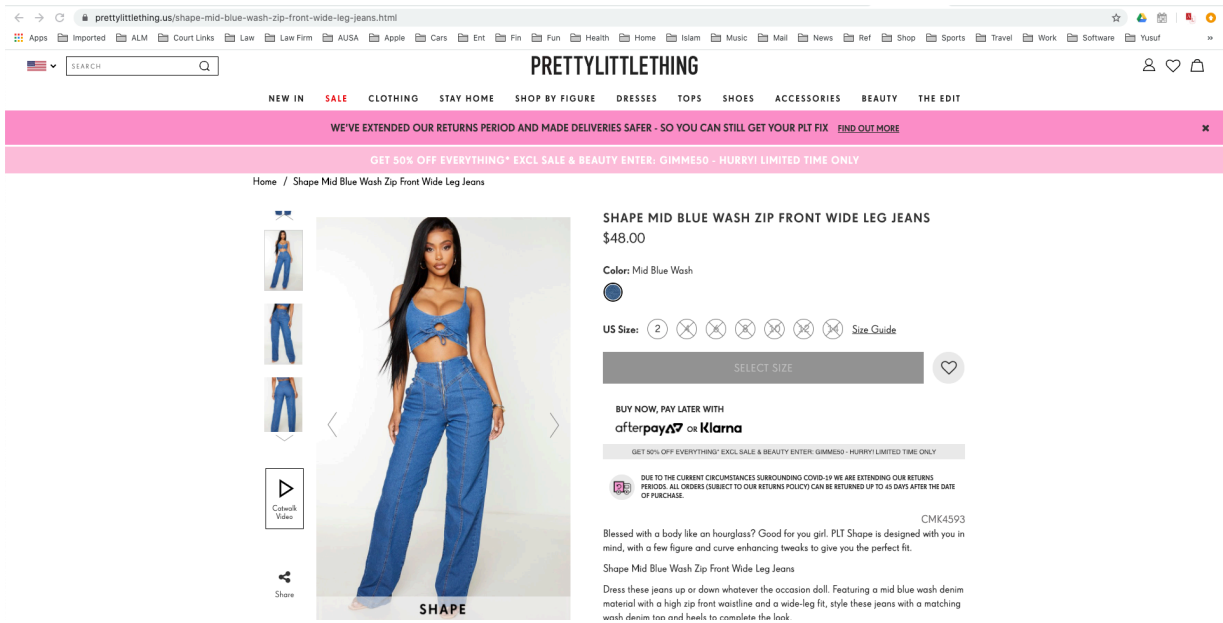 prettylittlething.us/shape-mid-blue-wash-zip-front-wide-leg-jeans.html
Apps Imported ALM Court Links Law Law Firm AUSA Apple Cars Ent Fin Fun Health Home Islam Music Mail News Ref Shop Sports Travel Work Software Yusuf »
SEARCH
PRETTYLITTLETHING
NEW IN SALE CLOTHING STAY HOME SHOP BY FIGURE DRESSES TOPS SHOES ACCESSORIES BEAUTY THE EDIT
WE'VE EXTENDED OUR RETURNS PERIOD AND MADE DELIVERIES SAFER - SO YOU CAN STILL GET YOUR PLT FIX FIND OUT MORE
GET 50% OFF EVERYTHING* EXCL SALE & BEAUTY ENTER: GIMME50 - HURRY! LIMITED TIME ONLY
Home / Shape Mid Blue Wash Zip Front Wide Leg Jeans
Catwalk
Video
Share
SHAPE
SHAPE MID BLUE WASH ZIP FRONT WIDE LEG JEANS
$48.00
Color: Mid Blue Wash
US Size: 2 4 6 8 10 12 14 Size Guide
SELECT SIZE
BUY NOW, PAY LATER WITH
afterpay OR Klarna
GET 50% OFF EVERYTHING* EXCL SALE & BEAUTY ENTER: GIMME50 - HURRY! LIMITED TIME ONLY
DUE TO THE CURRENT CIRCUMSTANCES SURROUNDING COVID-19 WE ARE EXTENDING OUR RETURNS
PERIODS. ALL ORDERS (SUBJECT TO OUR RETURNS POLICY) CAN BE RETURNED UP TO 45 DAYS AFTER THE DATE
OF PURCHASE.
CMK4593
Blessed with a body like an hourglass? Good for you girl. PLT Shape is designed with you in
mind, with a few figure and curve enhancing tweaks to give you the perfect fit.
Shape Mid Blue Wash Zip Front Wide Leg Jeans
Dress these jeans up or down whatever the occasion doll. Featuring a mid blue wash denim
material with a high zip front waistline and a wide-leg fit, style these jeans with a matching
wash denim top and heels to complete the look.